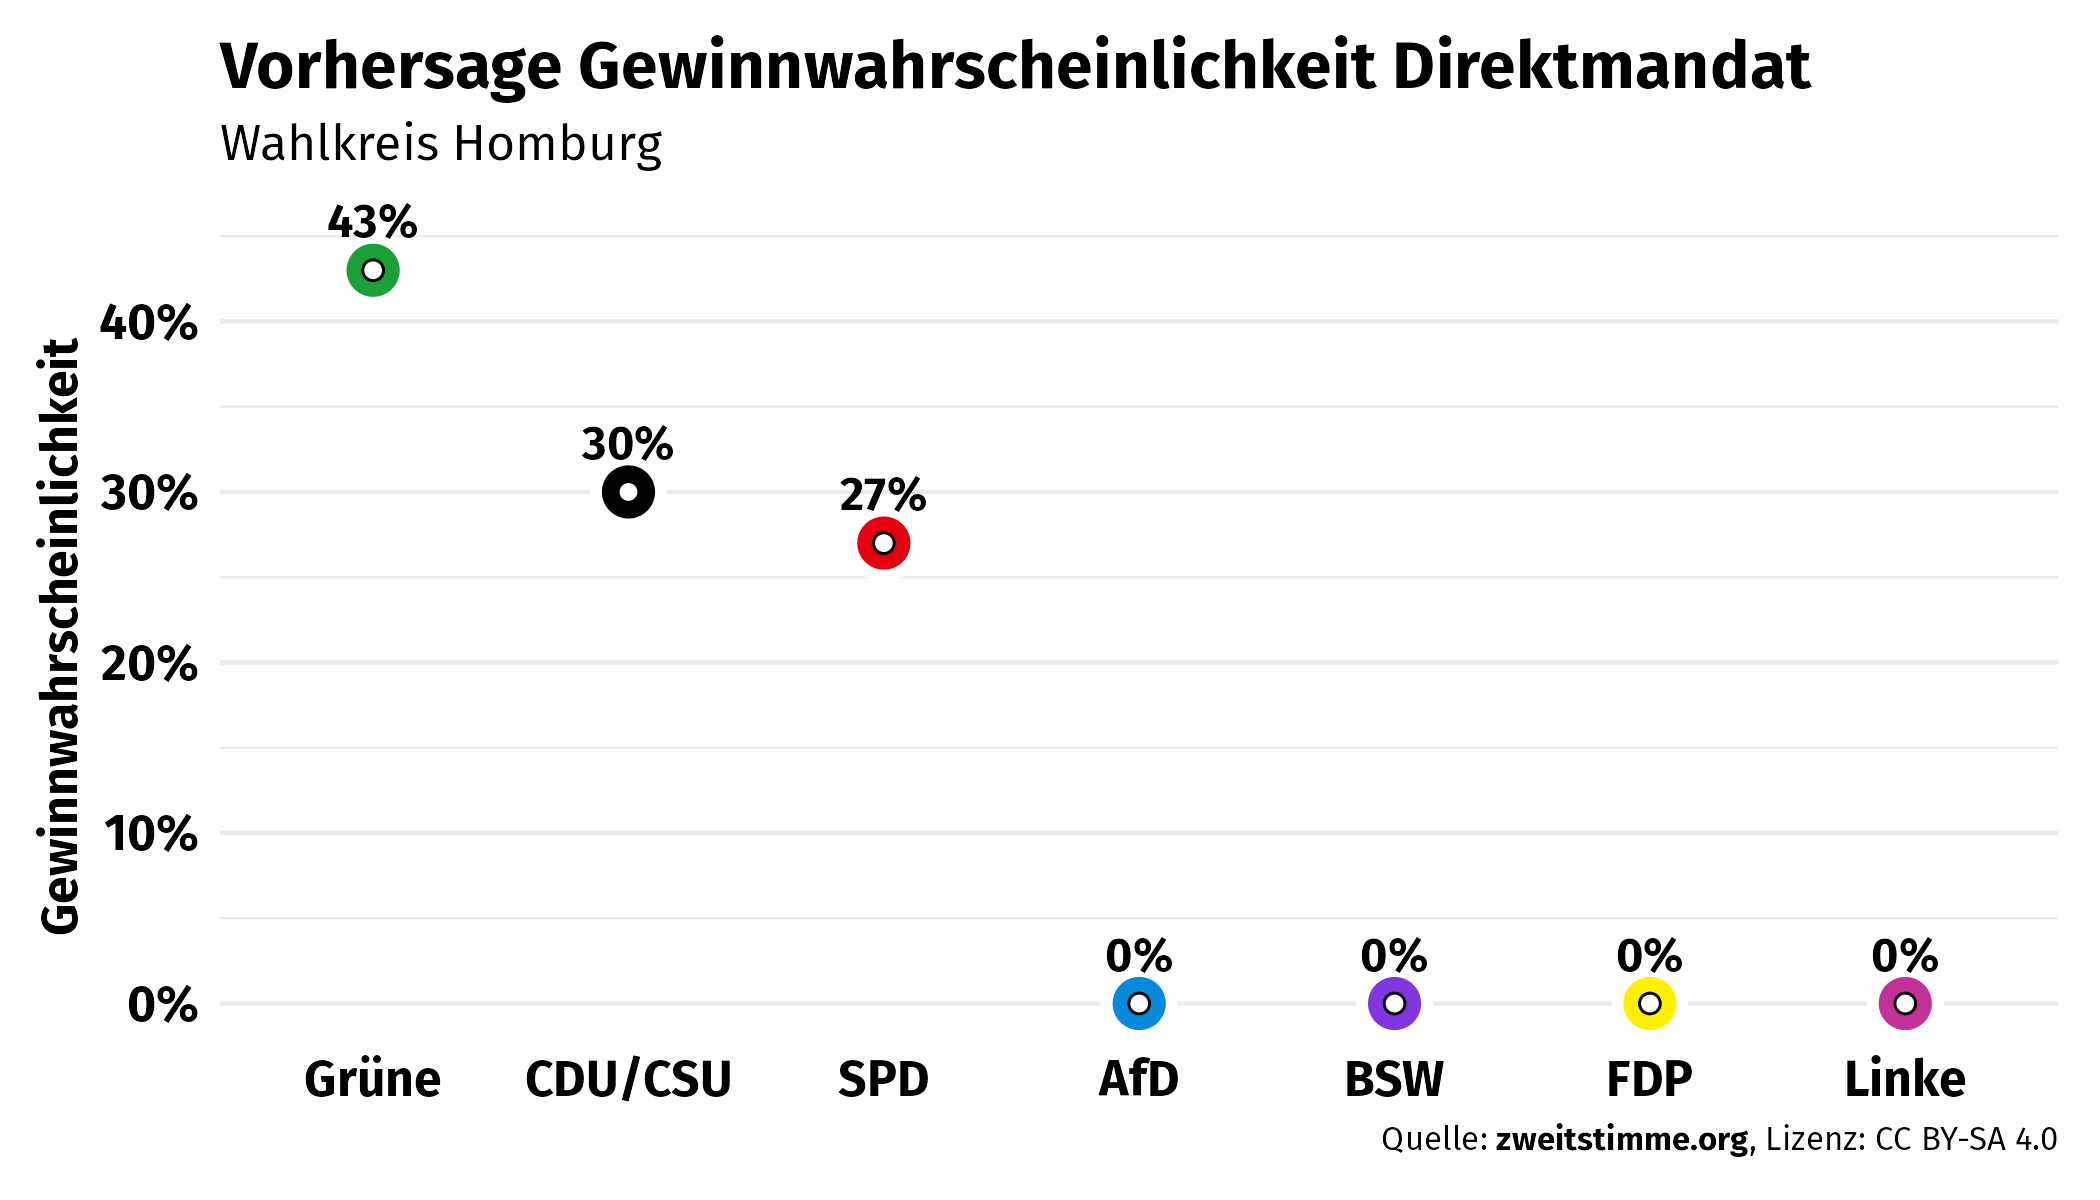 Vorhersage Gewinnwahrscheinlichkeit Direktmandat
Wahlkreis Homburg
Gewinnwahrscheinlichkeit
43%
40%
30%
30%
27%
20%
10%
0%
0%
0%
0%
0%
Grüne CDU/CSU SPD AfD BSW FDP Linke
Quelle: zweitstimme.org, Lizenz: CC BY-SA 4.0